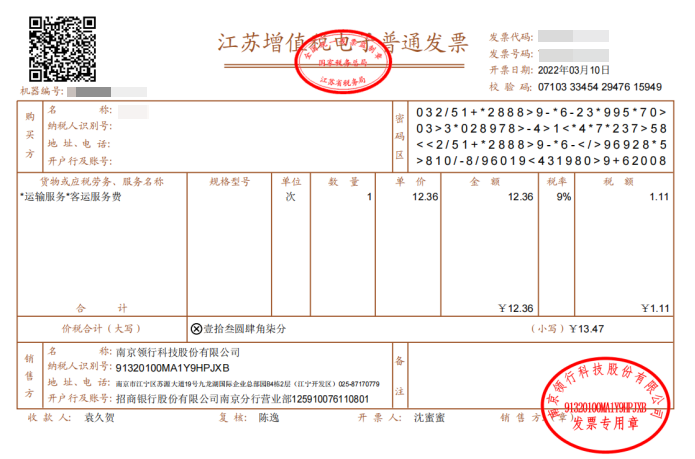 江苏增值税电子普通发票
全国统一发票监制章
国家税务总局
江苏省税务局
发票代码:
发票号码:
开票日期: 2022年03月10日
校 验 码: 07103 33454 29476 15949
机器编号:
购买方
名 称:
纳税人识别号:
地 址、电 话:
开户行及账号:
密码区
032/51+*2888>9-*6-23*995*70>
03>3*028978>-4>1<*4*7*237>58
<<2/51+*2888>9-*6-</>96928*5
>810/-8/96019<431980>9+62008
货物或应税劳务、服务名称 规格型号 单位 数 量 单 价 金 额 税率 税 额
*运输服务*客运服务费 次 1 12.36 12.36 9% 1.11
合 计 ￥12.36 ￥1.11
价税合计（大写） ⊗壹拾叁圆肆角柒分 （小写）￥13.47
销售方
名 称: 南京领行科技股份有限公司
纳税人识别号: 91320100MA1Y9HPJXB
地 址、电 话: 南京市江宁区苏源大道19号九龙湖国际企业总部园B4栋2层（江宁开发区）025-87170779
开户行及账号: 招商银行股份有限公司南京分行营业部125910076110801
备注
收 款 人: 袁久贺 复 核: 陈逸 开 票 人: 沈蜜蜜 销 售 方:（章）
南京领行科技股份有限公司
91320100MA1Y9HPJXB
发票专用章